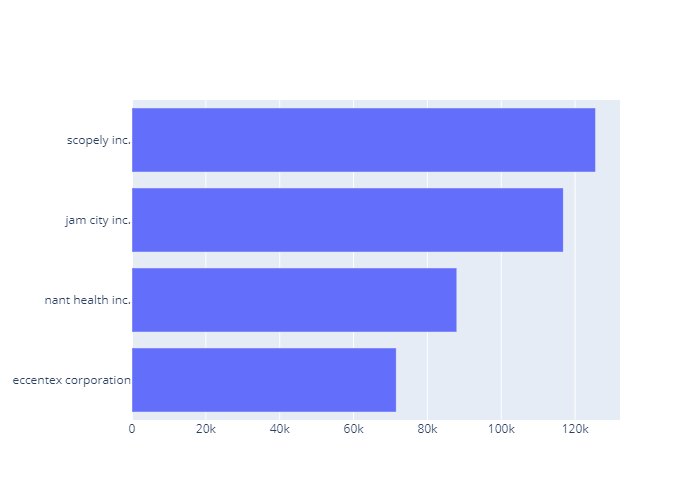 scopely inc.
jam city inc.
nant health inc.
eccentex corporation
0 20k 40k 60k 80k 100k 120k